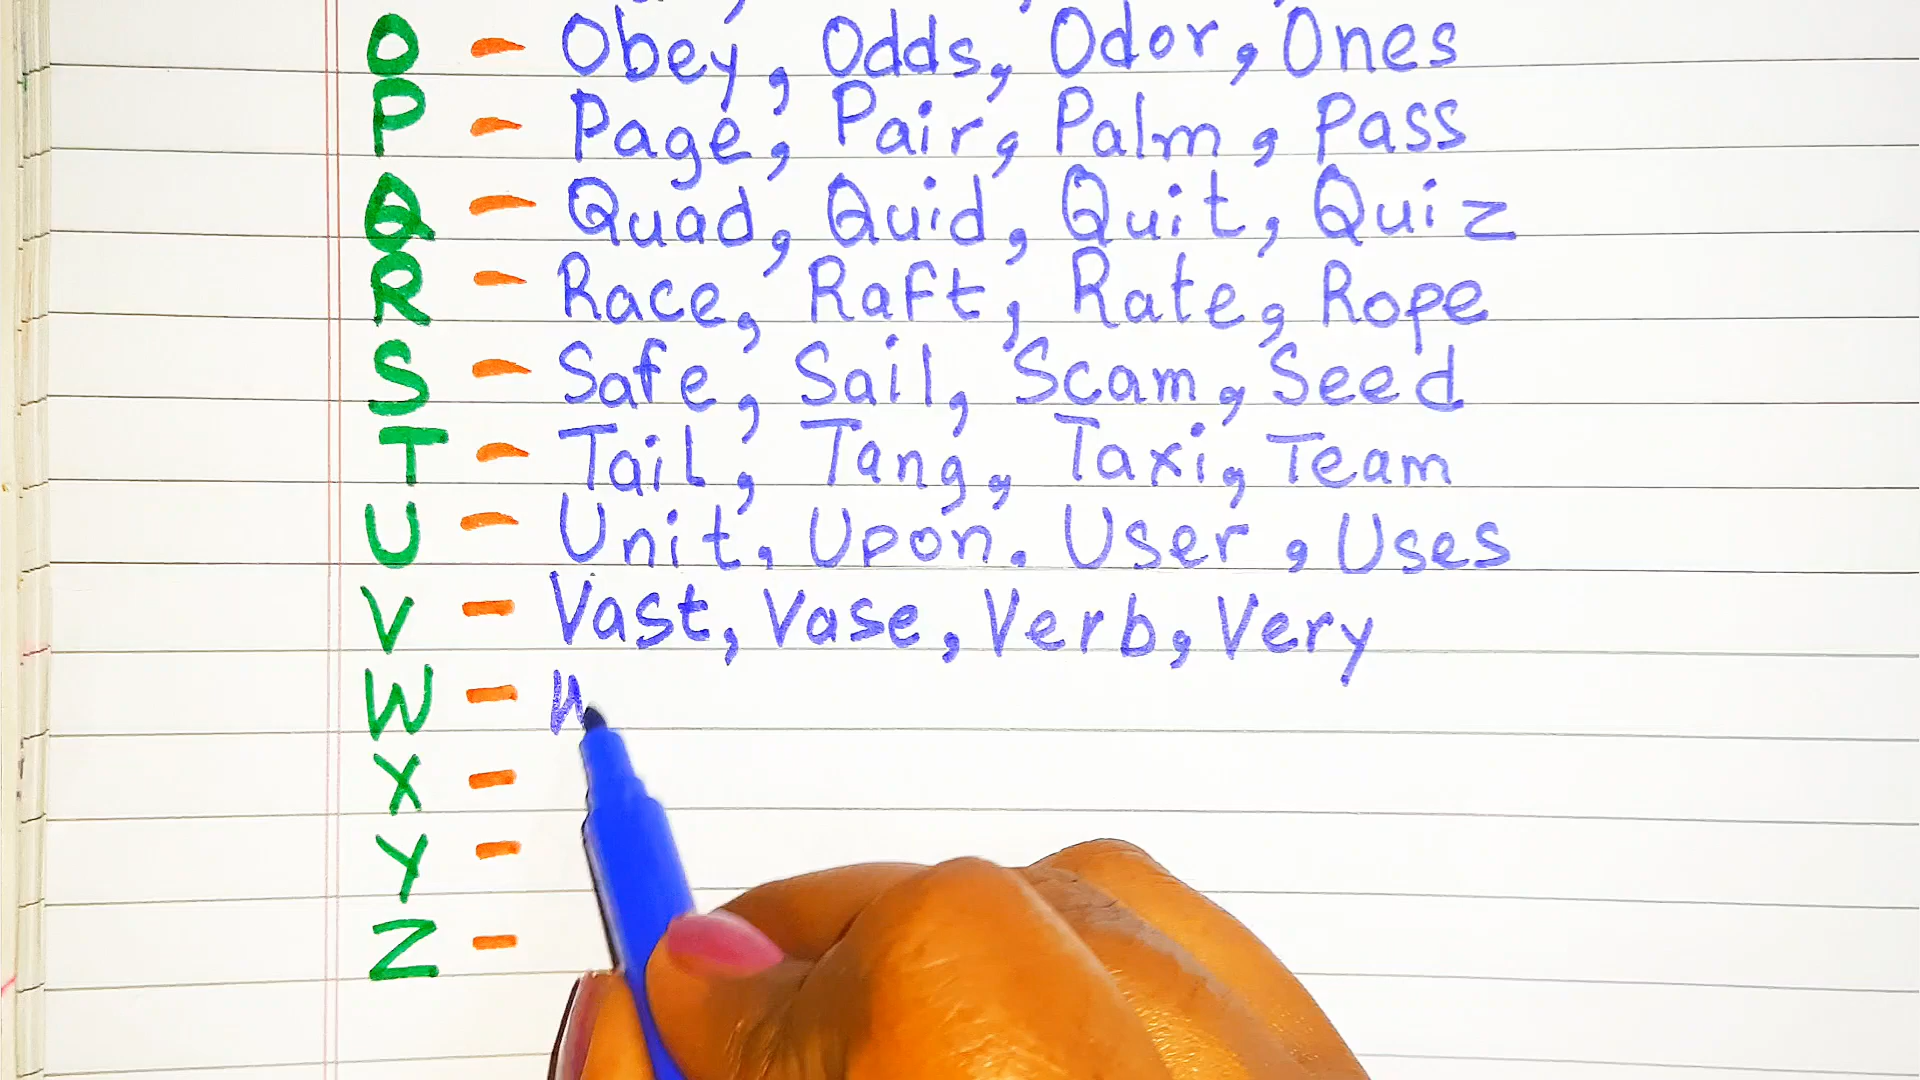 O - Obey, Odds, Odor, Ones
P - Page, Pair, Palm, Pass
Q - Quad, Quid, Quit, Quiz
R - Race, Raft, Rate, Rope
S - Safe, Sail, Scam, Seed
T - Tail, Tang, Taxi, Team
U - Unit, Upon. User, Uses
V - Vast, Vase, Verb, Very
W -
X -
Y -
Z -